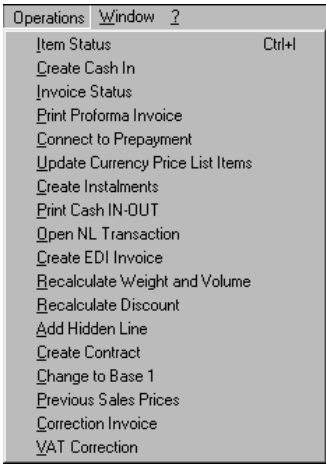 Operations Window ?
Item Status Ctrl+I
Create Cash In
Invoice Status
Print Proforma Invoice
Connect to Prepayment
Update Currency Price List Items
Create Instalments
Print Cash IN-OUT
Open NL Transaction
Create EDI Invoice
Recalculate Weight and Volume
Recalculate Discount
Add Hidden Line
Create Contract
Change to Base 1
Previous Sales Prices
Correction Invoice
VAT Correction